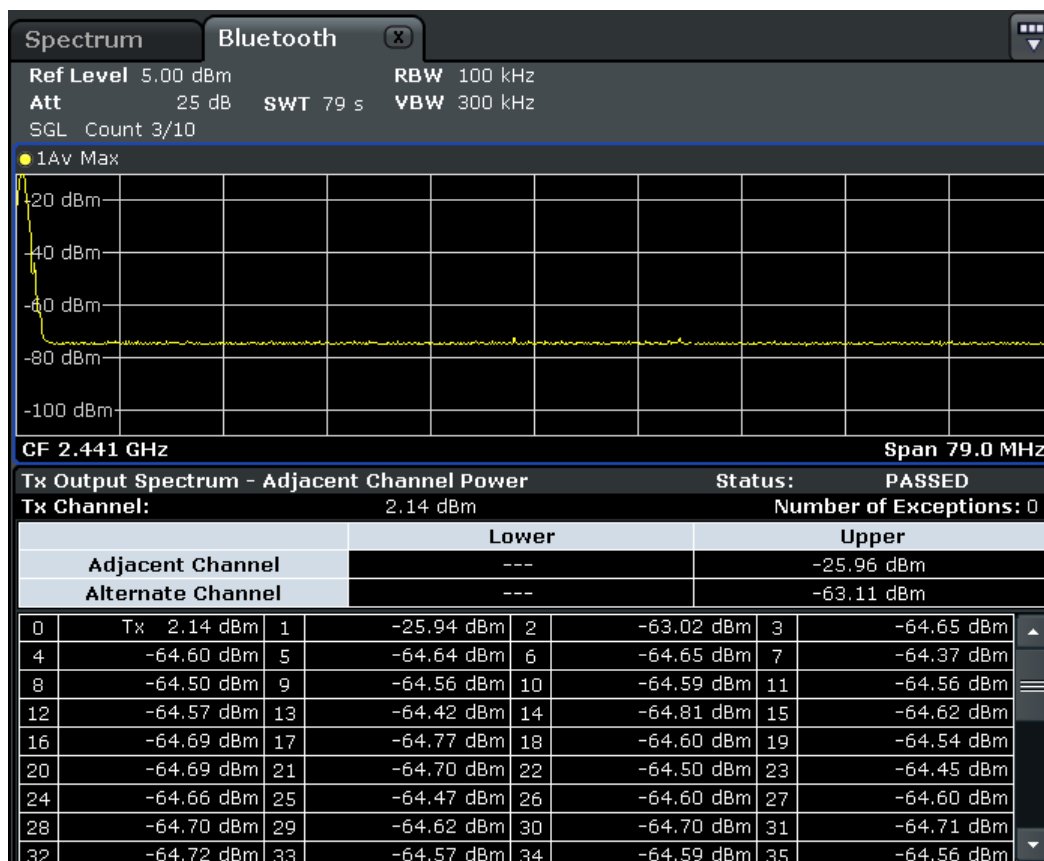 Spectrum Bluetooth X
Ref Level 5.00 dBm RBW 100 kHz
Att 25 dB SWT 79 s VBW 300 kHz
SGL Count 3/10
1Av Max
-20 dBm
-40 dBm
-60 dBm
-80 dBm
-100 dBm
CF 2.441 GHz Span 79.0 MHz
Tx Output Spectrum - Adjacent Channel Power Status: PASSED
Tx Channel: 2.14 dBm Number of Exceptions: 0
Lower Upper
Adjacent Channel --- -25.96 dBm
Alternate Channel --- -63.11 dBm
0 Tx 2.14 dBm 1 -25.94 dBm 2 -63.02 dBm 3 -64.65 dBm
4 -64.60 dBm 5 -64.64 dBm 6 -64.65 dBm 7 -64.37 dBm
8 -64.50 dBm 9 -64.56 dBm 10 -64.59 dBm 11 -64.56 dBm
12 -64.57 dBm 13 -64.42 dBm 14 -64.81 dBm 15 -64.62 dBm
16 -64.69 dBm 17 -64.77 dBm 18 -64.60 dBm 19 -64.54 dBm
20 -64.69 dBm 21 -64.70 dBm 22 -64.50 dBm 23 -64.45 dBm
24 -64.66 dBm 25 -64.47 dBm 26 -64.60 dBm 27 -64.60 dBm
28 -64.70 dBm 29 -64.62 dBm 30 -64.70 dBm 31 -64.71 dBm
32 -64.72 dBm 33 -64.57 dBm 34 -64.59 dBm 35 -64.56 dBm